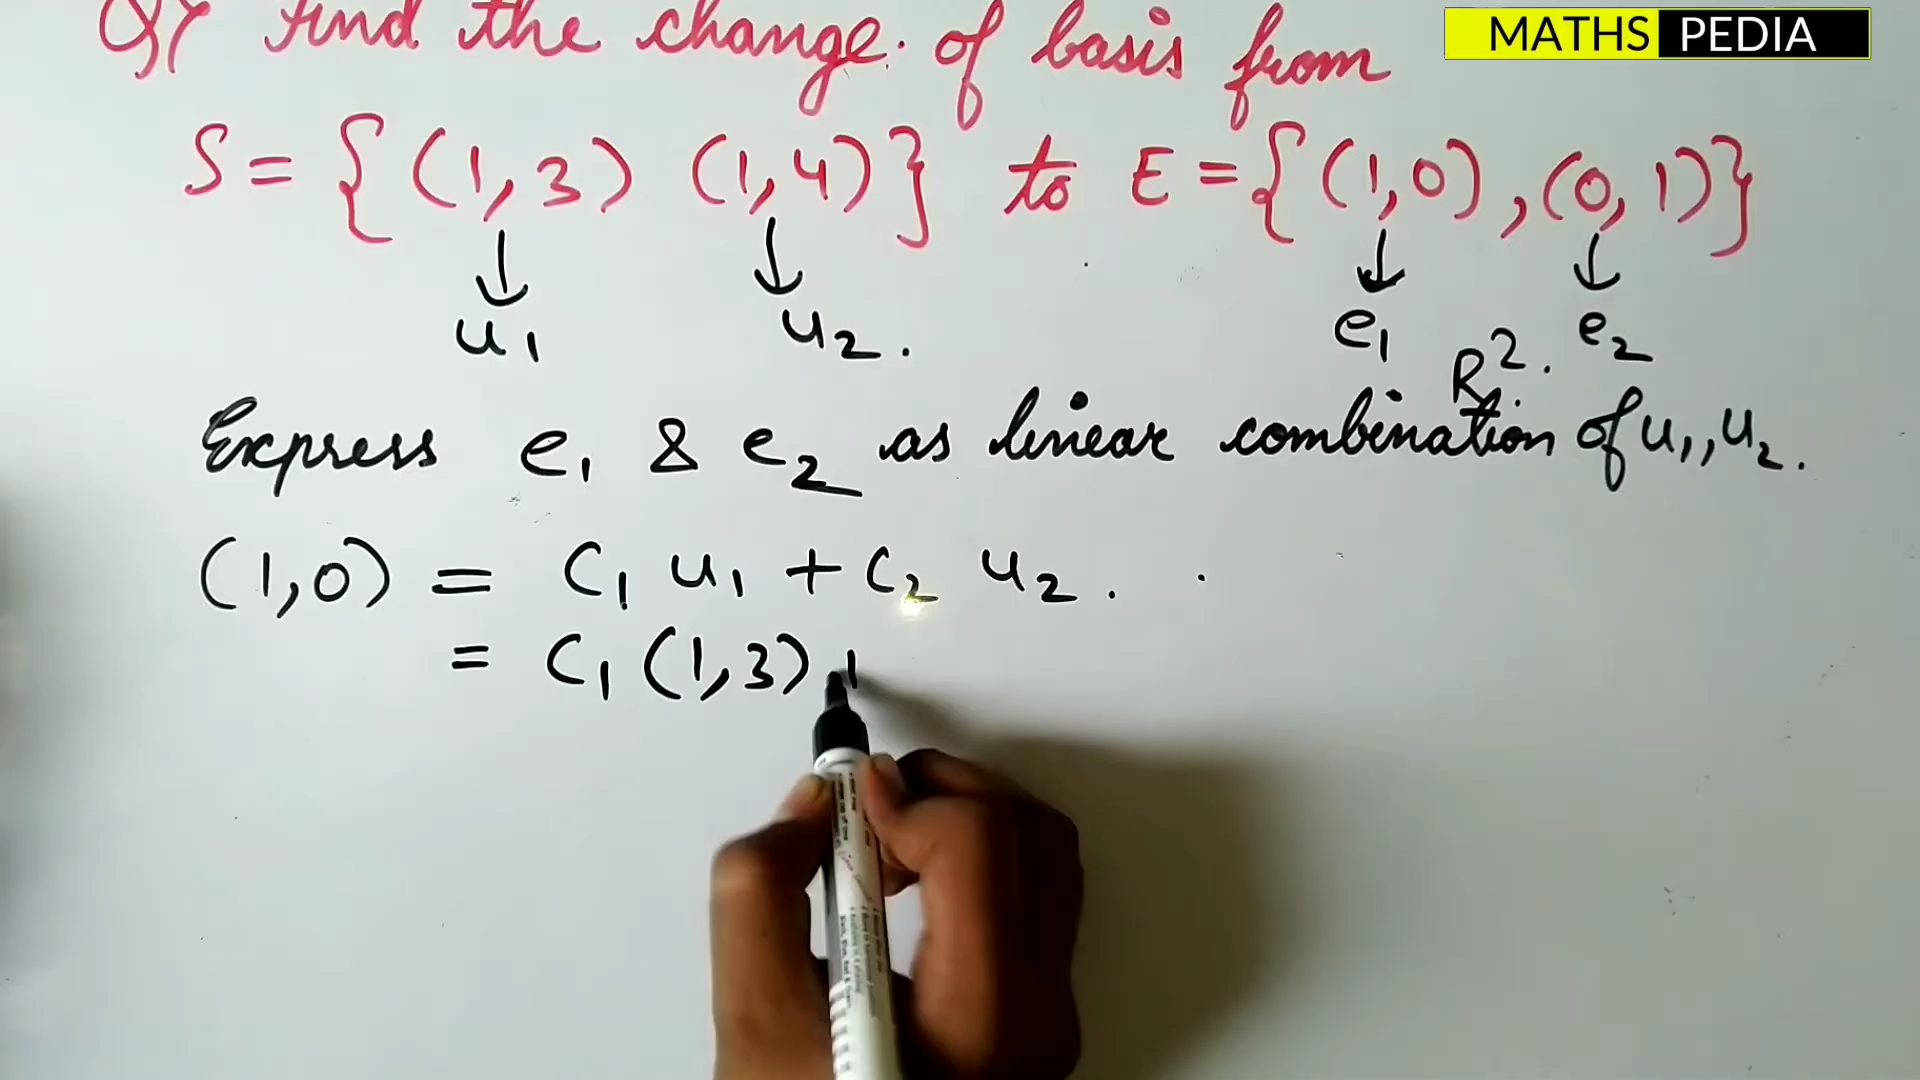 Q7 Find the change. of basis from
MATHS PEDIA
S = {(1,3) (1,4)} to E = {(1,0), (0,1)}
u1 u2. e1 e2
R2.
Express e1 & e2 as linear combination of u1, u2.
(1,0) = C1 u1 + C2 u2.
= C1 (1,3)